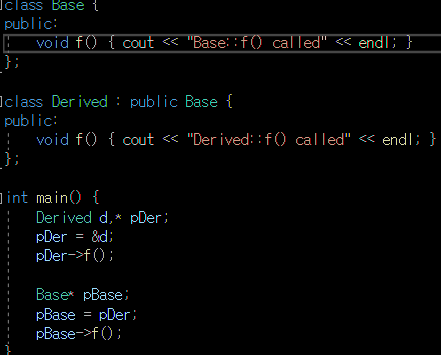 class Base {
public:
    void f() { cout << "Base::f() called" << endl; }
};

class Derived : public Base {
public:
    void f() { cout << "Derived::f() called" << endl; }
};

int main() {
    Derived d,* pDer;
    pDer = &d;
    pDer->f();

    Base* pBase;
    pBase = pDer;
    pBase->f();
}